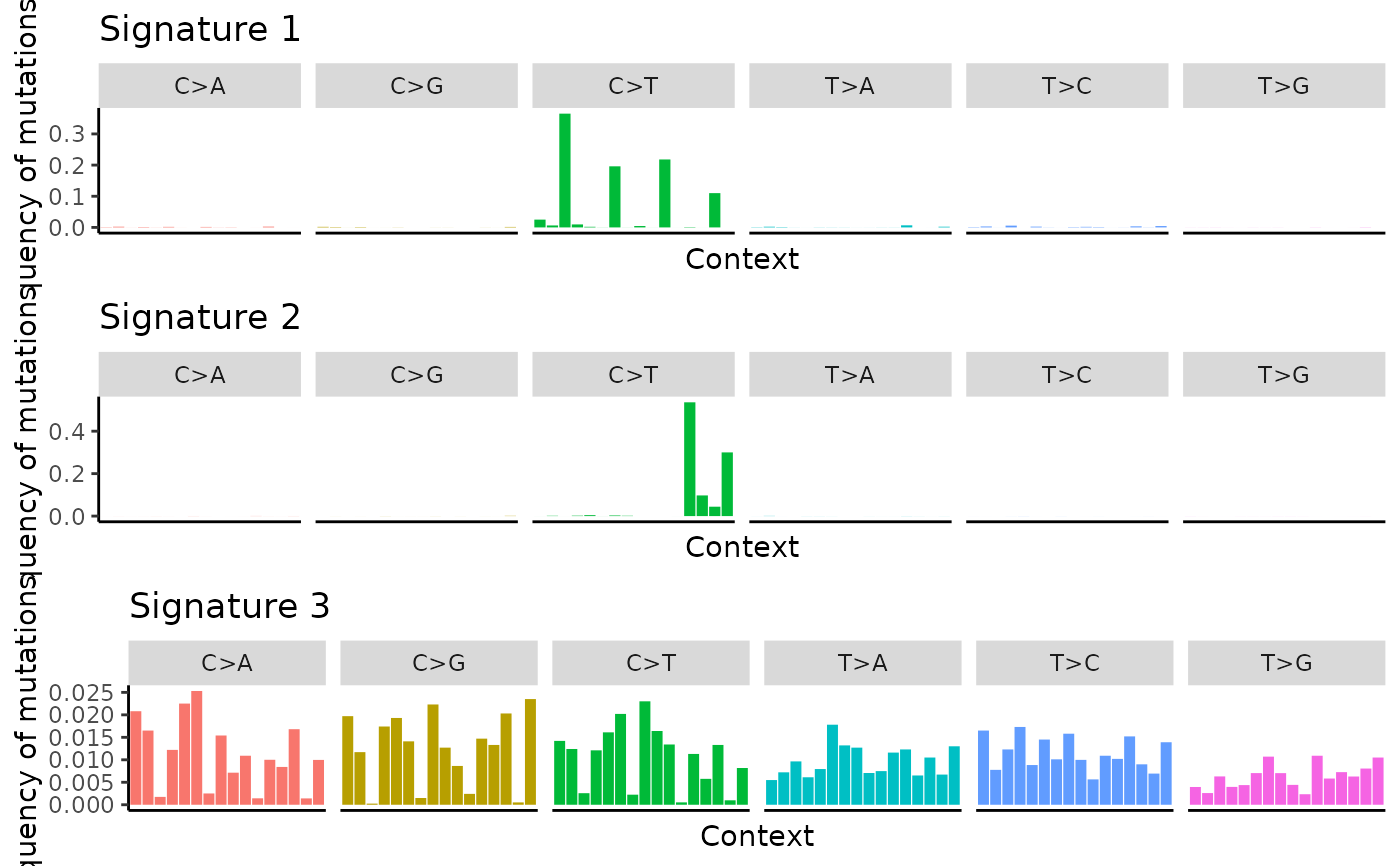 Signature 1
C>A C>G C>T T>A T>C T>G
0.3
0.2
0.1
0.0
quency of mutations
Context
Signature 2
C>A C>G C>T T>A T>C T>G
0.4
0.2
0.0
quency of mutations
Context
Signature 3
C>A C>G C>T T>A T>C T>G
0.025
0.020
0.015
0.010
0.005
0.000
quency of mutations
Context